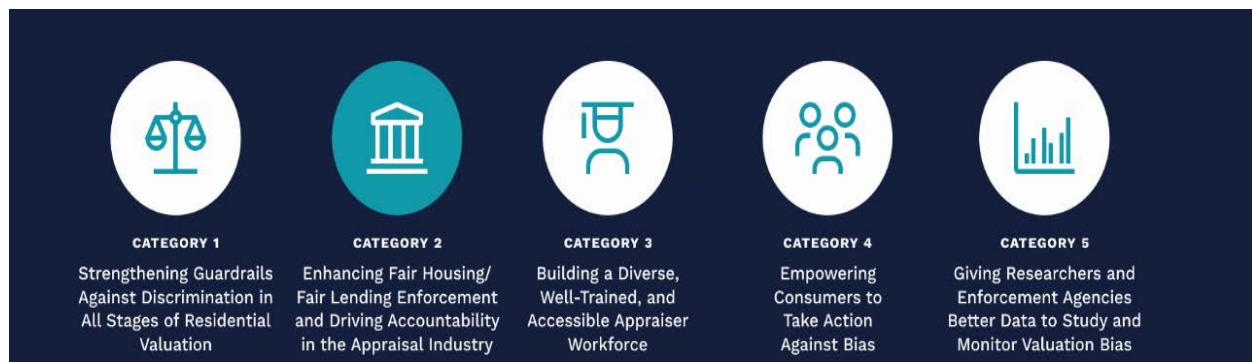 CATEGORY 1
Strengthening Guardrails
Against Discrimination in
All Stages of Residential
Valuation
CATEGORY 2
Enhancing Fair Housing/
Fair Lending Enforcement
and Driving Accountability
in the Appraisal Industry
CATEGORY 3
Building a Diverse,
Well-Trained, and
Accessible Appraiser
Workforce
CATEGORY 4
Empowering
Consumers to
Take Action
Against Bias
CATEGORY 5
Giving Researchers and
Enforcement Agencies
Better Data to Study and
Monitor Valuation Bias